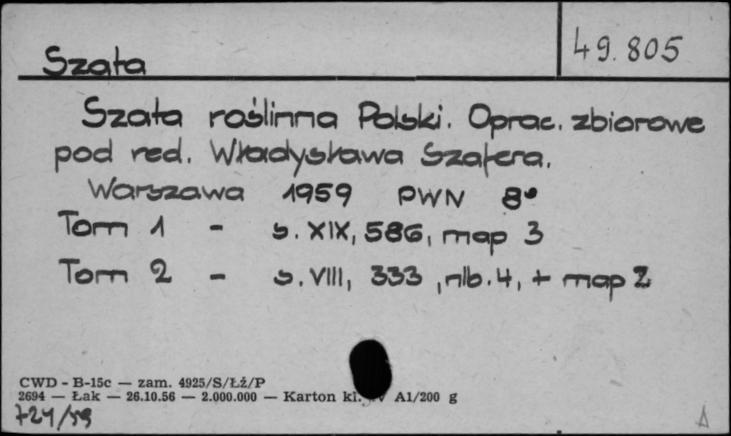 Szata
49.805
Szata roślinna Polski. Oprac. zbiorowe
pod red. Władysława Szafera.
Warszawa 1959 PWN 8°
Tom 1 - s. XIX, 586, map 3
Tom 2 - s. VIII, 333, nlb. 4, + map 2
CWD - B-15c — zam. 4925/S/Łż/P
2694 — Łak — 26.10.56 — 2.000.000 — Karton kl. A1/200 g
724/59